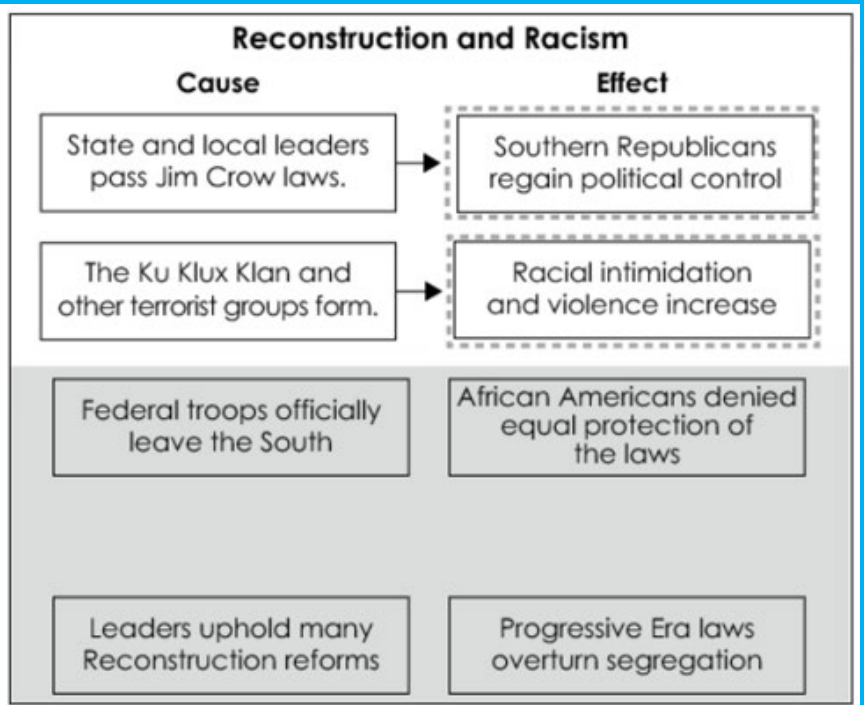 Reconstruction and Racism
Cause
Effect
State and local leaders
pass Jim Crow laws.
Southern Republicans
regain political control
The Ku Klux Klan and
other terrorist groups form.
Racial intimidation
and violence increase
Federal troops officially
leave the South
African Americans denied
equal protection of
the laws
Leaders uphold many
Reconstruction reforms
Progressive Era laws
overturn segregation